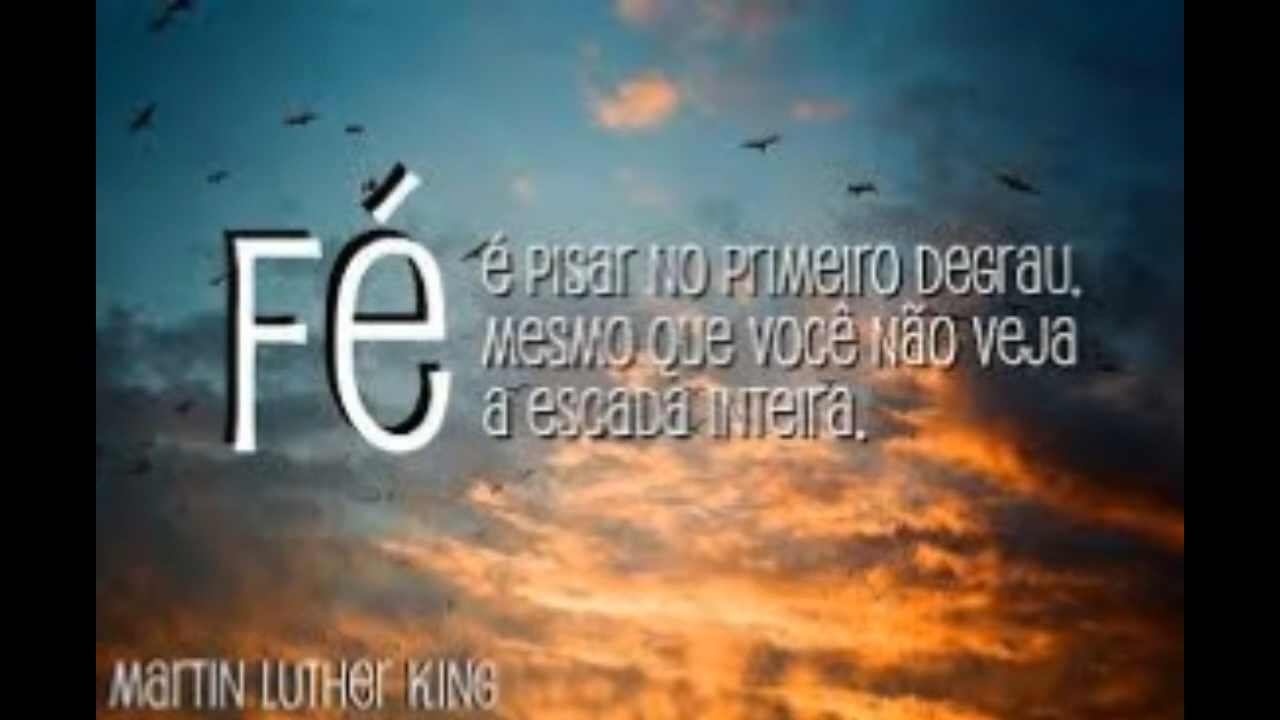 Fé
é pisar no primeiro degrau,
mesmo que você não veja
a escada inteira.
Martin Luther King